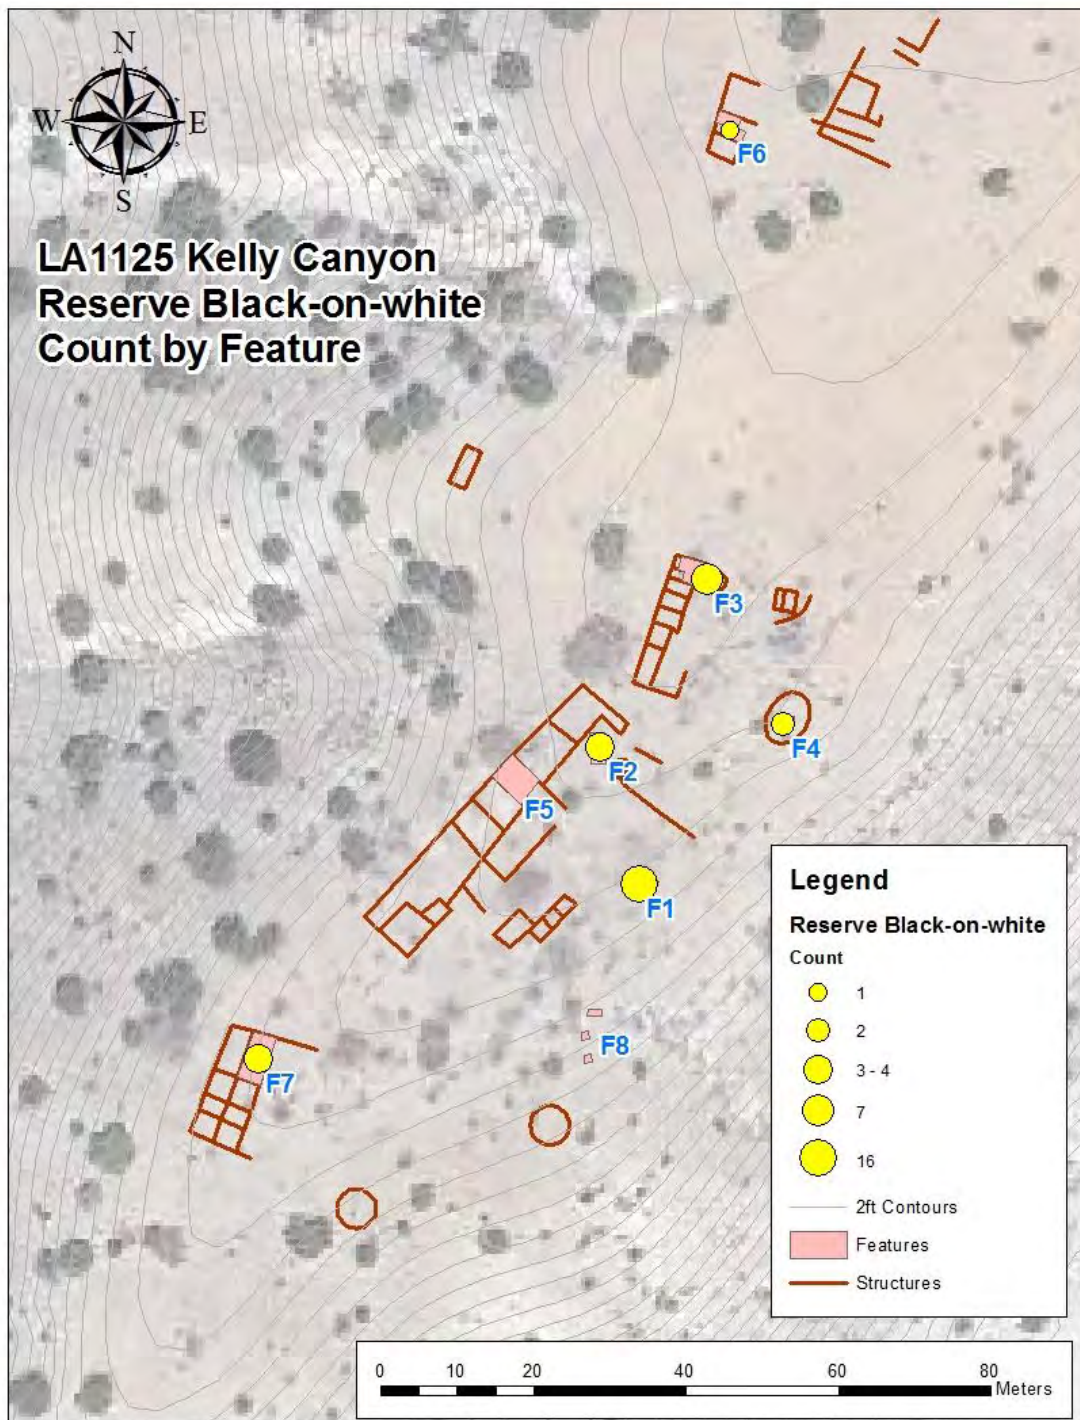 N
W E
S
LA1125 Kelly Canyon
Reserve Black-on-white
Count by Feature
F6
F3
F4
F2
F5
F1
F8
F7
Legend
Reserve Black-on-white
Count
1
2
3 - 4
7
16
2ft Contours
Features
Structures
0 10 20 40 60 80
Meters